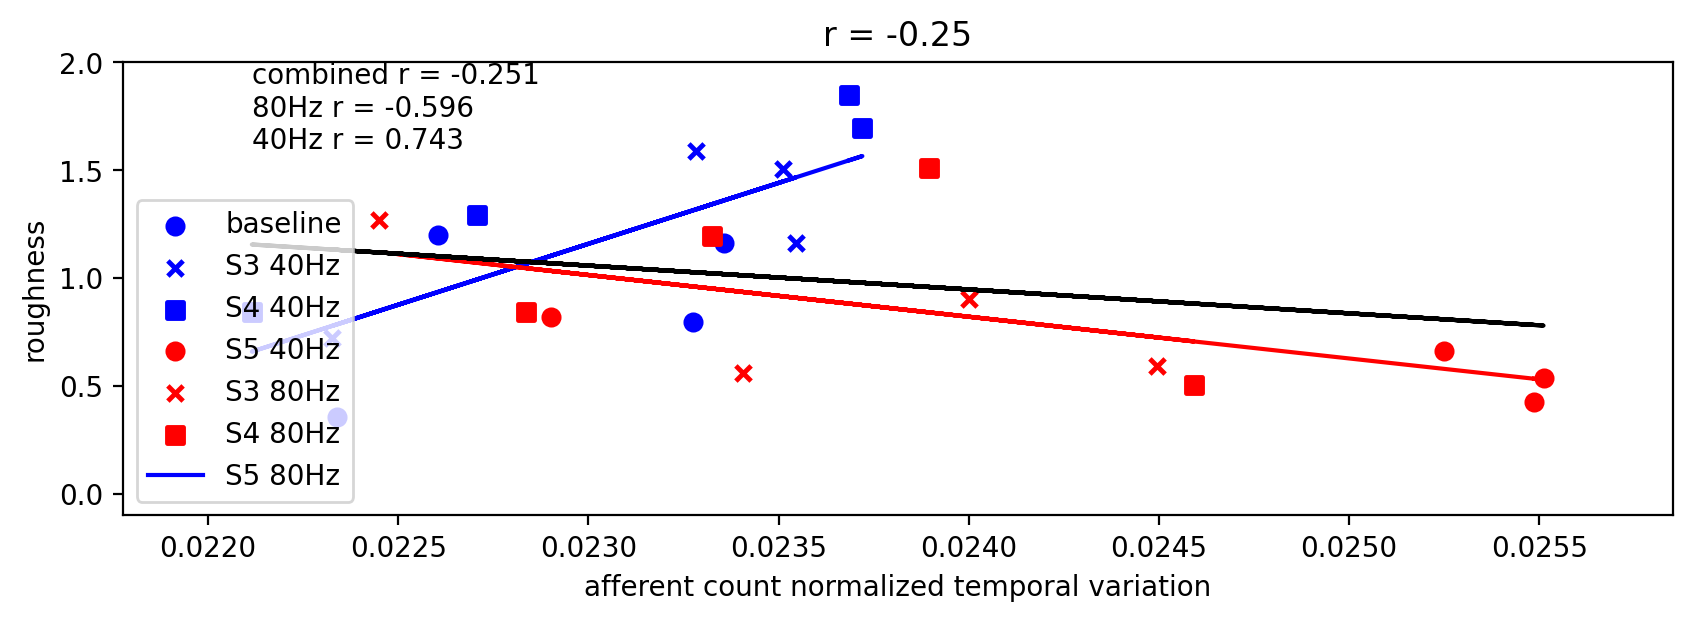 r = -0.25
combined r = -0.251
80Hz r = -0.596
40Hz r = 0.743
roughness
2.0
1.5
1.0
0.5
0.0
baseline
S3 40Hz
S4 40Hz
S5 40Hz
S3 80Hz
S4 80Hz
S5 80Hz
0.0220 0.0225 0.0230 0.0235 0.0240 0.0245 0.0250 0.0255
afferent count normalized temporal variation